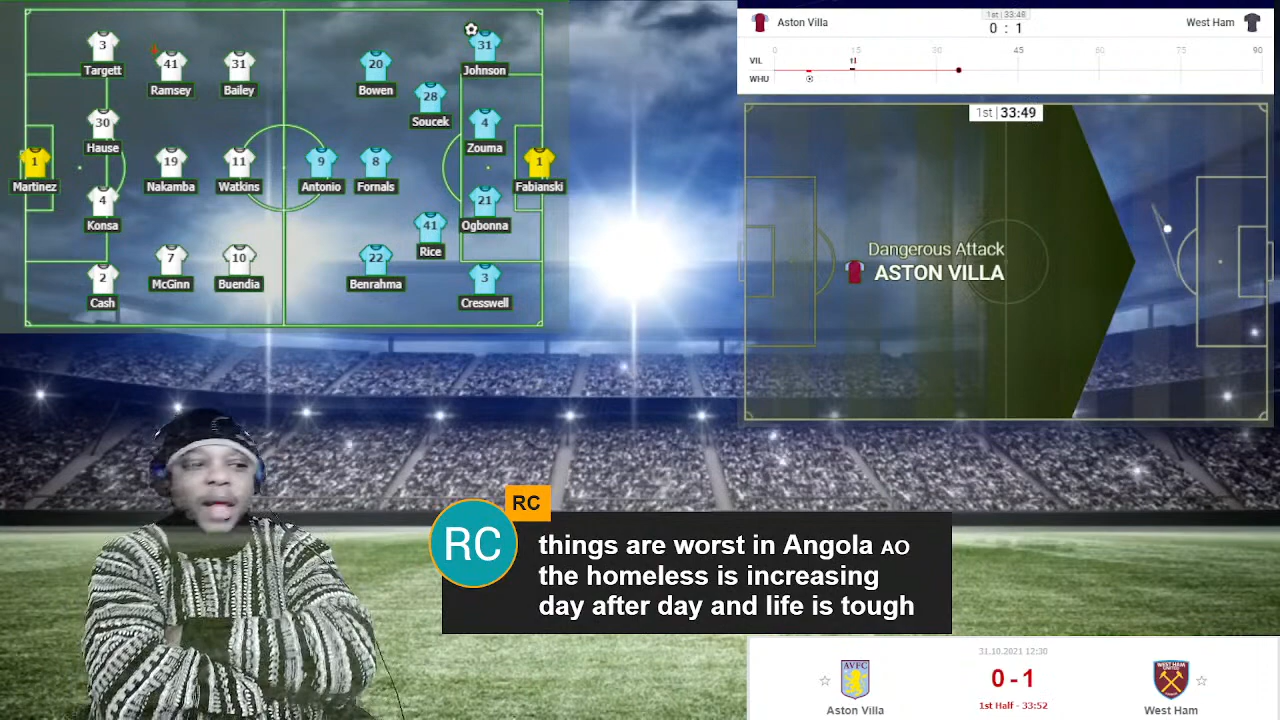 3
Targett
41
Ramsey
31
Bailey
20
Bowen
31
Johnson
28
Soucek
30
Hause
4
Zouma
1
Martinez
19
Nakamba
11
Watkins
9
Antonio
8
Fornals
1
Fabianski
4
Konsa
21
Ogbonna
41
Rice
2
Cash
7
McGinn
10
Buendia
22
Benrahma
3
Cresswell
Aston Villa
1st | 33:48
0 : 1
West Ham
0 15 30 45 60 75 90
VIL
WHU
1st | 33:49
Dangerous Attack
ASTON VILLA
RC
RC
things are worst in Angola AO
the homeless is increasing
day after day and life is tough
31.10.2021 12:30
AVFC
0 - 1
WEST HAM
UNITED
1st Half - 33:52
Aston Villa
West Ham